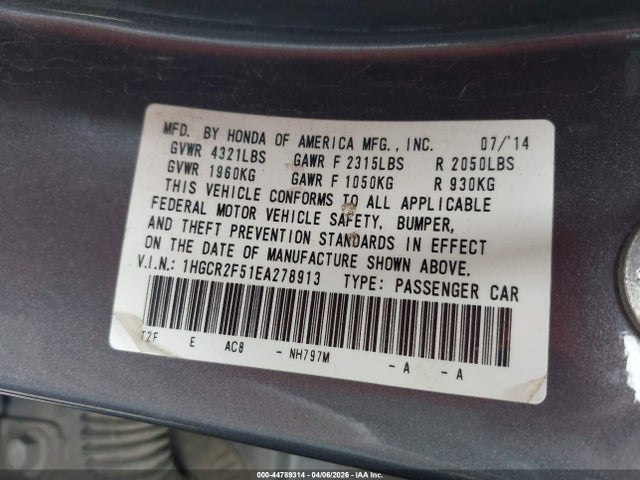 MFD. BY HONDA OF AMERICA MFG., INC. 07/'14
GVWR 4321LBS GAWR F 2315LBS R 2050LBS
GVWR 1960KG GAWR F 1050KG R 930KG
THIS VEHICLE CONFORMS TO ALL APPLICABLE
FEDERAL MOTOR VEHICLE SAFETY, BUMPER,
AND THEFT PREVENTION STANDARDS IN EFFECT
ON THE DATE OF MANUFACTURE SHOWN ABOVE.
V.I.N.: 1HGCR2F51EA278913 TYPE: PASSENGER CAR
T2F E AC8 - NH797M - A - A
000-44789314 | 04/06/2026 | IAA Inc.